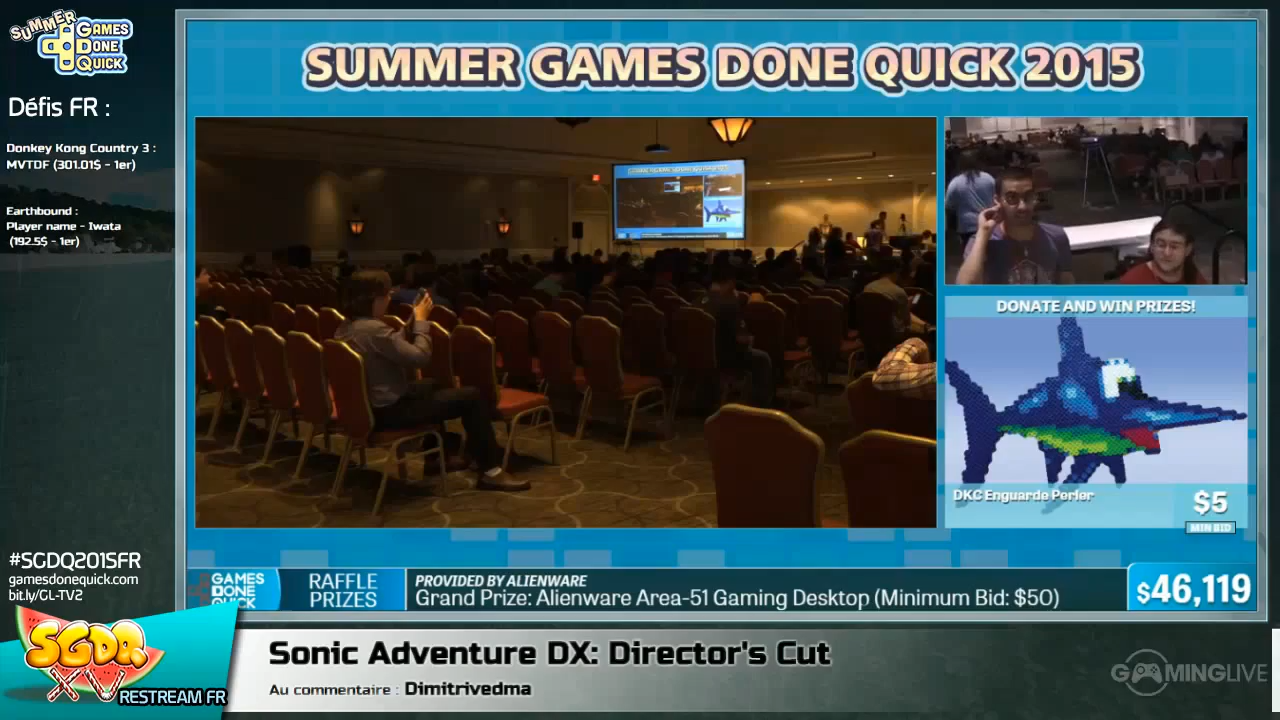 SUMMER
GAMES
DONE
QUICK
Défis FR :
Donkey Kong Country 3 :
MVTDF (301.01$ - 1er)
Earthbound :
Player name - Iwata
(192.5$ - 1er)
#SGDQ2015FR
gamesdonequick.com
bit.ly/GL-TV2
SGDQ
XV
RESTREAM FR
SUMMER GAMES DONE QUICK 2015
DONATE AND WIN PRIZES!
DKC Enguarde Perler
$5
MIN BID
GAMES
DONE
QUICK
RAFFLE
PRIZES
PROVIDED BY ALIENWARE
Grand Prize: Alienware Area-51 Gaming Desktop (Minimum Bid: $50)
$46,119
Sonic Adventure DX: Director's Cut
Au commentaire : Dimitrivedma
GAMINGLIVE